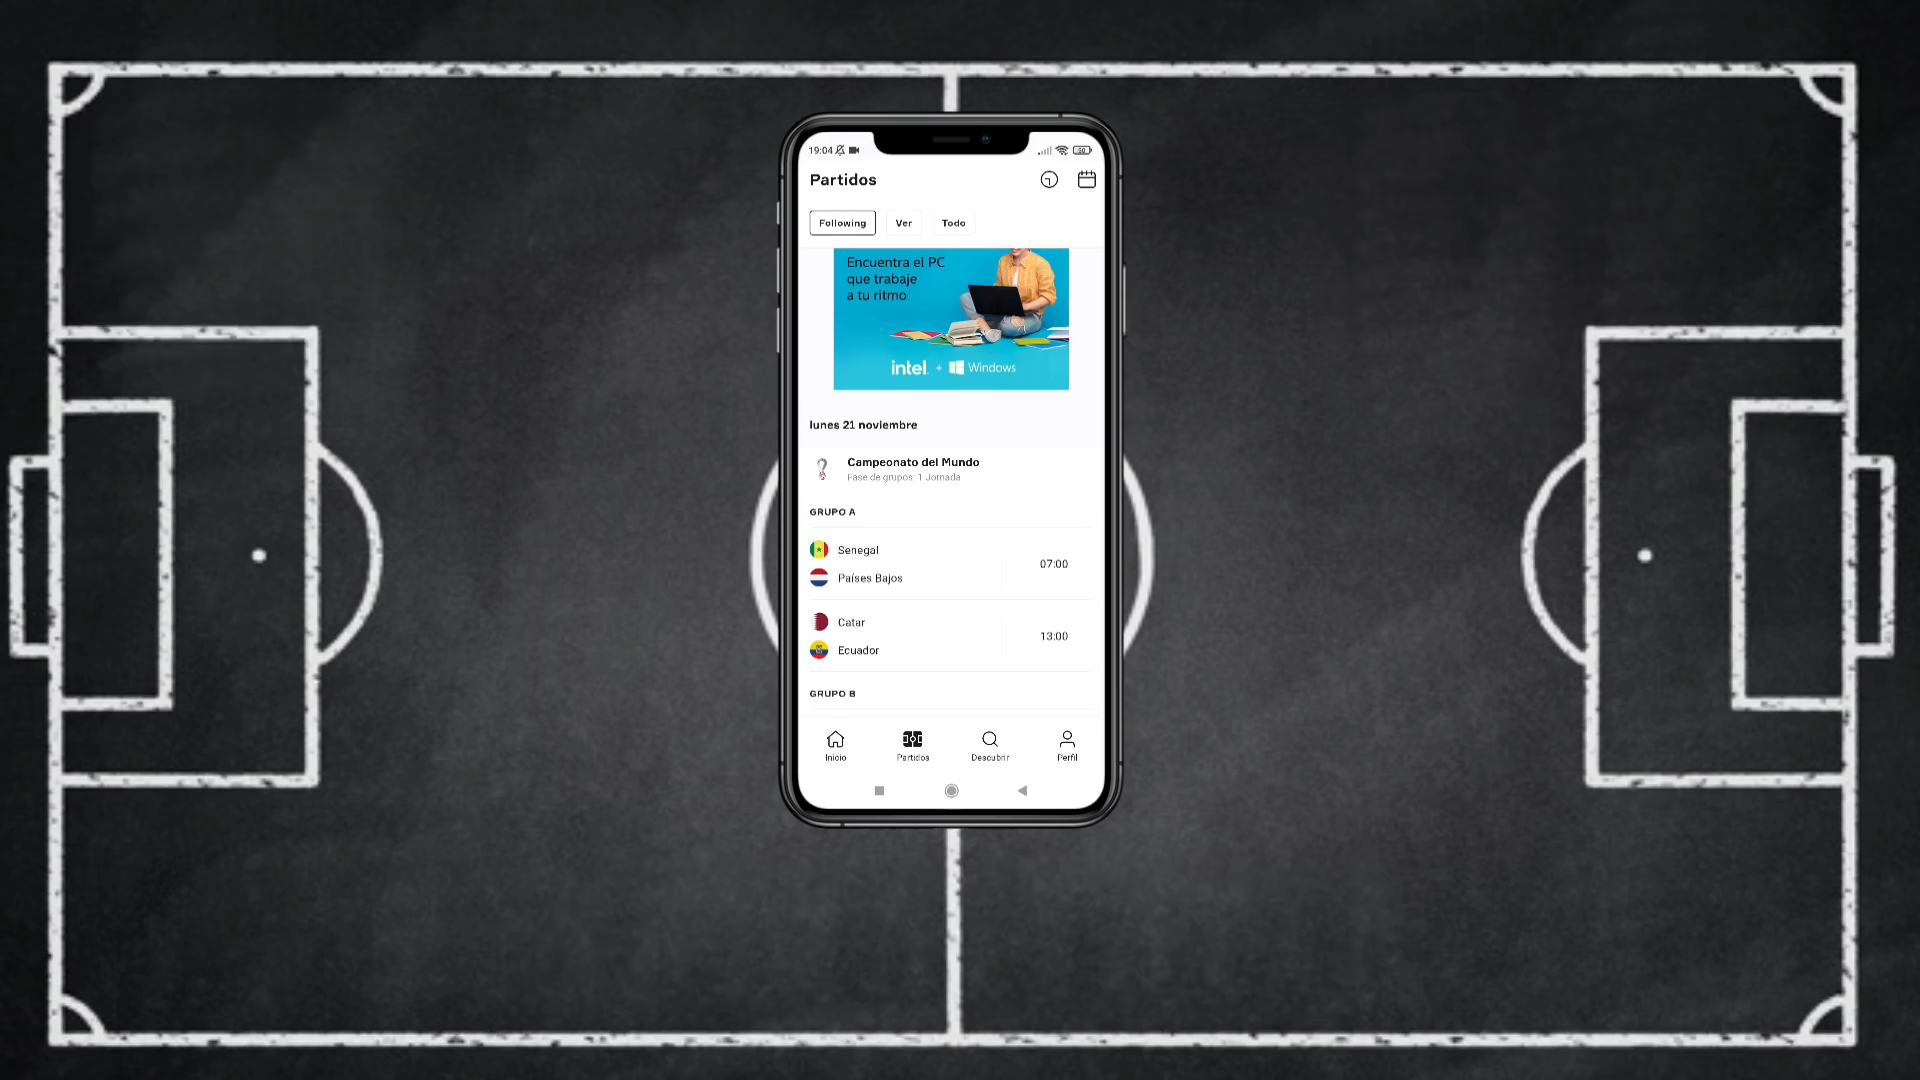 19:04
Partidos
Following
Ver
Todo
Encuentra el PC
que trabaje
a tu ritmo
intel. + Windows
lunes 21 noviembre
Campeonato del Mundo
Fase de grupos: 1 Jornada
GRUPO A
Senegal
07:00
Países Bajos
Catar
13:00
Ecuador
GRUPO B
Inicio
Partidos
Descubrir
Perfil